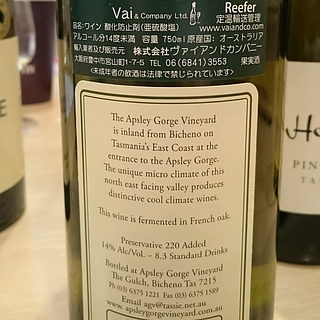 Vai & Company Ltd.
Reefer
定温輸送管理
www.vaiandco.com
品名:ワイン 酸化防止剤(亜硫酸塩)
アルコール分14度未満 容量 750ml 原産国:オーストラリア
輸入業者及び販売元 株式会社ヴァイアンドカンパニー 果実酒
大阪府豊中市宮山町1-7-5 TEL 06(6841)3553
<未成年者の飲酒は法律で禁じられています>
The Apsley Gorge Vineyard
is inland from Bicheno on
Tasmania's East Coast at the
entrance to the Apsley Gorge.
The unique micro climate of this
north east facing valley produces
distinctive cool climate wines.
This wine is fermented in French oak.
Preservative 220 Added
14% Alc/Vol. – 8.3 Standard Drinks
Bottled at Apsley Gorge Vineyard
The Gulch, Bicheno Tas 7215
Ph (03) 6375 1221 Fax (03) 6375 1589
Email agv@tassie.net.au
www.apsleygorgevineyard.com.au
PIN
TA